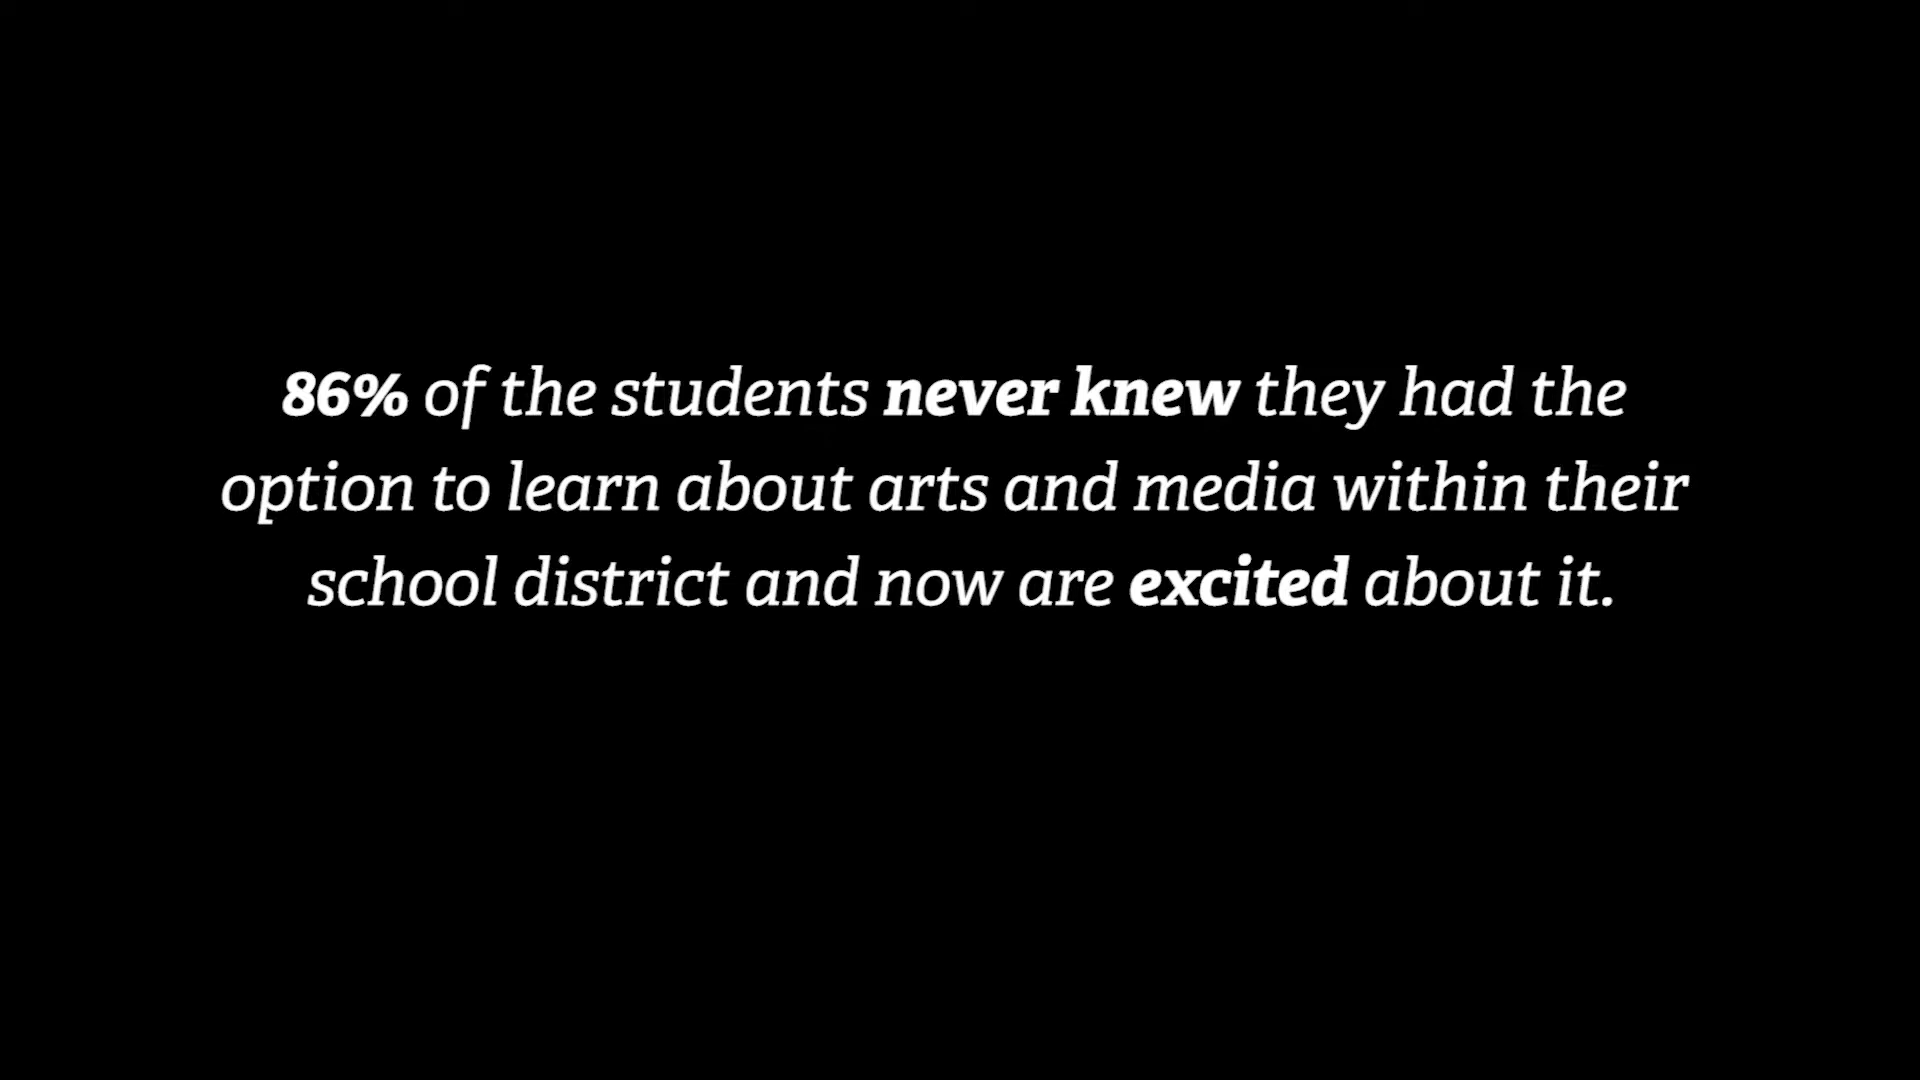 86% of the students never knew they had the
option to learn about arts and media within their
school district and now are excited about it.